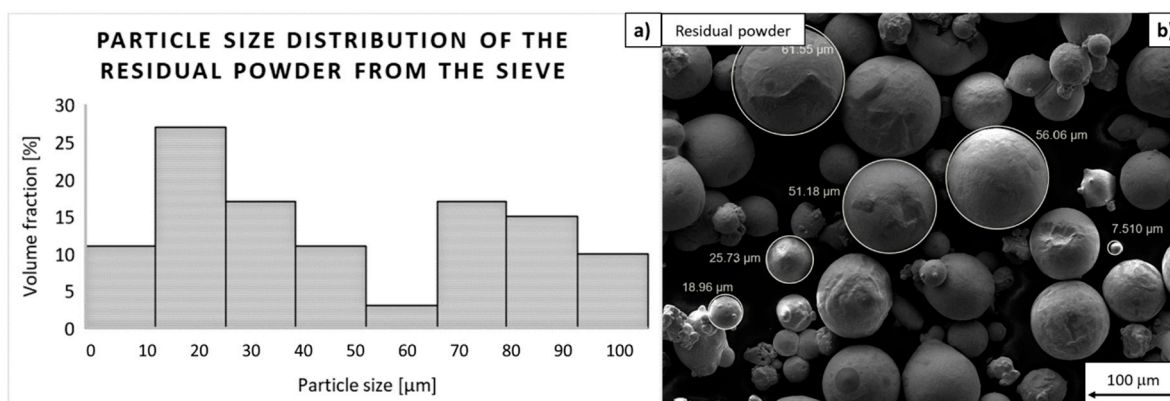 PARTICLE SIZE DISTRIBUTION OF THE
RESIDUAL POWDER FROM THE SIEVE
a)
Volume fraction [%]
30
25
20
15
10
5
0
0 10 20 30 40 50 60 70 80 90 100
Particle size [µm]
Residual powder
b)
61.55 µm
56.06 µm
51.18 µm
7.510 µm
25.73 µm
18.96 µm
100 µm